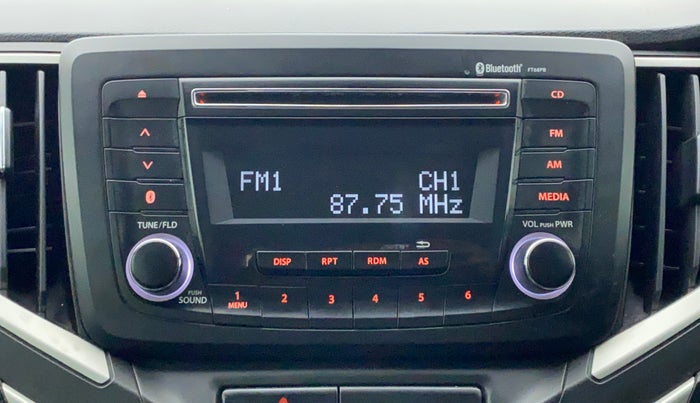 Bluetooth® PT66PB
CD
FM
AM
MEDIA
FM1 CH1
87.75 MHz
TUNE/FLD
VOL PUSH PWR
DISP RPT RDM AS
PUSH
SOUND
1 2 3 4 5 6
MENU